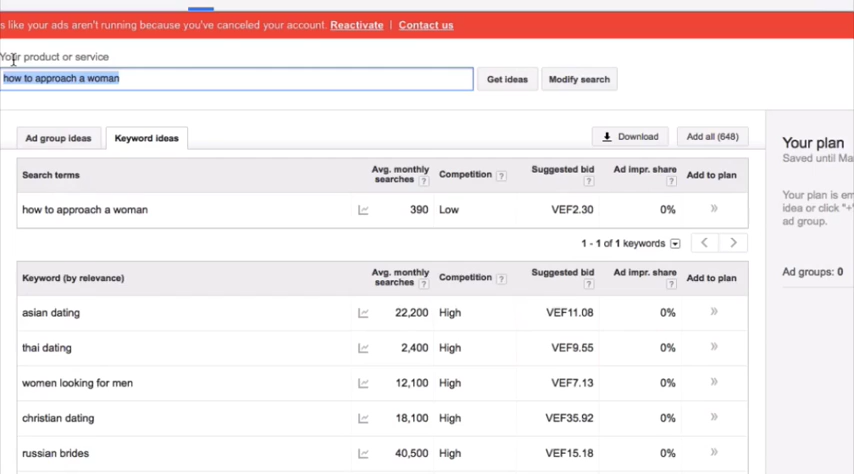 s like your ads aren't running because you've canceled your account. Reactivate | Contact us
Your product or service
how to approach a woman
Get ideas
Modify search
Ad group ideas
Keyword ideas
Download
Add all (648)
Search terms Avg. monthly searches ? Competition ? Suggested bid ? Ad impr. share ? Add to plan
how to approach a woman 390 Low VEF2.30 0% »
1 - 1 of 1 keywords
Keyword (by relevance) Avg. monthly searches ? Competition ? Suggested bid ? Ad impr. share ? Add to plan
asian dating 22,200 High VEF11.08 0% »
thai dating 2,400 High VEF9.55 0% »
women looking for men 12,100 High VEF7.13 0% »
christian dating 18,100 High VEF35.92 0% »
russian brides 40,500 High VEF15.18 0% »
Your plan
Saved until Ma
Your plan is em
idea or click "+"
ad group.
Ad groups: 0